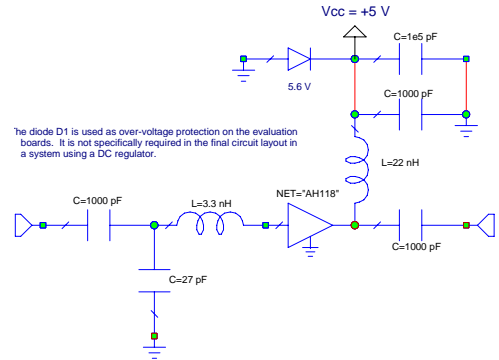 Vcc = +5 V
C=1e5 pF
5.6 V
C=1000 pF
he diode D1 is used as over-voltage protection on the evaluation
boards. It is not specifically required in the final circuit layout in
a system using a DC regulator.
L=22 nH
NET="AH118"
C=1000 pF
L=3.3 nH
C=1000 pF
C=27 pF